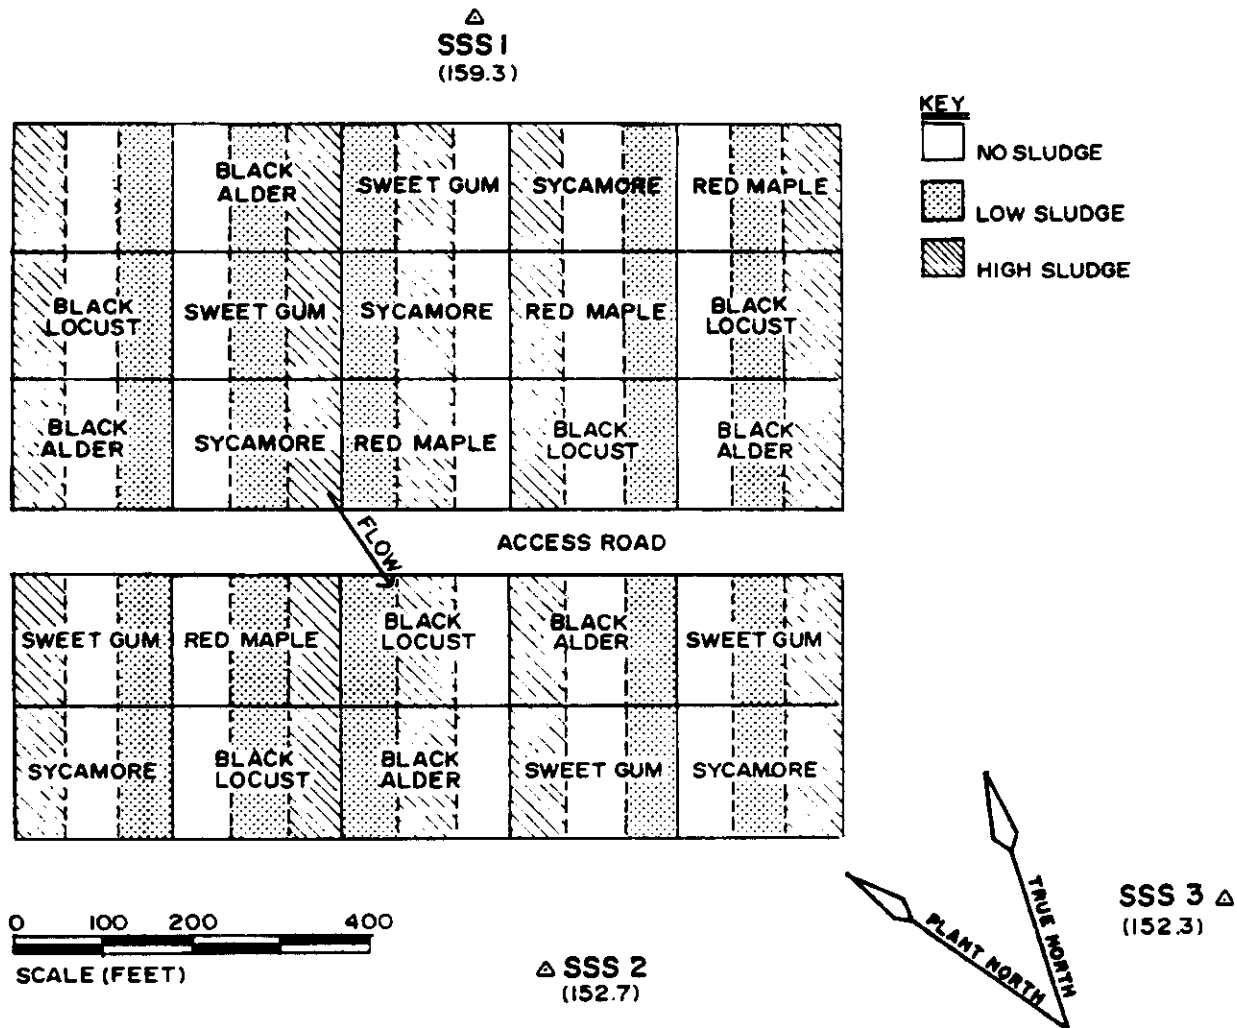 SSS 1
(159.3)
KEY
NO SLUDGE
LOW SLUDGE
HIGH SLUDGE
BLACK
ALDER
SWEET GUM
SYCAMORE
RED MAPLE
BLACK
LOCUST
SWEET GUM
SYCAMORE
RED MAPLE
BLACK
LOCUST
BLACK
ALDER
SYCAMORE
RED MAPLE
BLACK
LOCUST
BLACK
ALDER
FLOW
ACCESS ROAD
SWEET GUM
RED MAPLE
BLACK
LOCUST
BLACK
ALDER
SWEET GUM
SYCAMORE
BLACK
LOCUST
BLACK
ALDER
SWEET GUM
SYCAMORE
0 100 200 400
SCALE (FEET)
SSS 2
(152.7)
PLANT NORTH
TRUE NORTH
SSS 3
(152.3)